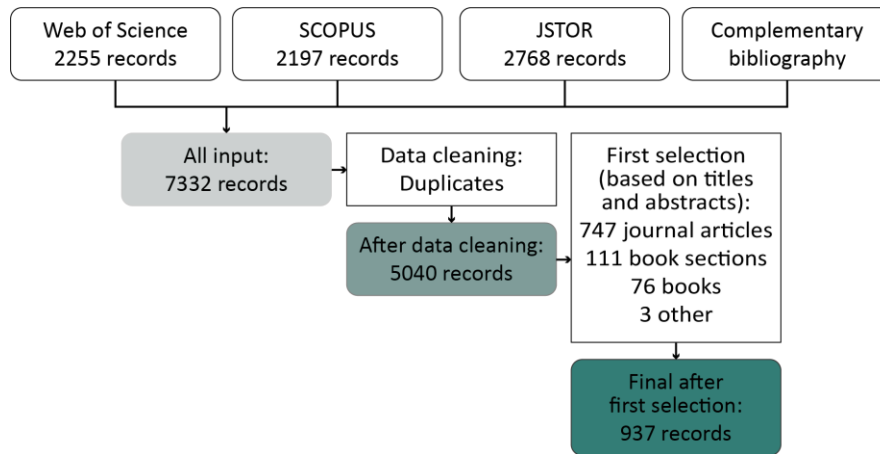 Web of Science
2255 records
SCOPUS
2197 records
JSTOR
2768 records
Complementary
bibliography
All input:
7332 records
Data cleaning:
Duplicates
First selection
(based on titles
and abstracts):
747 journal articles
111 book sections
76 books
3 other
After data cleaning:
5040 records
Final after
first selection:
937 records